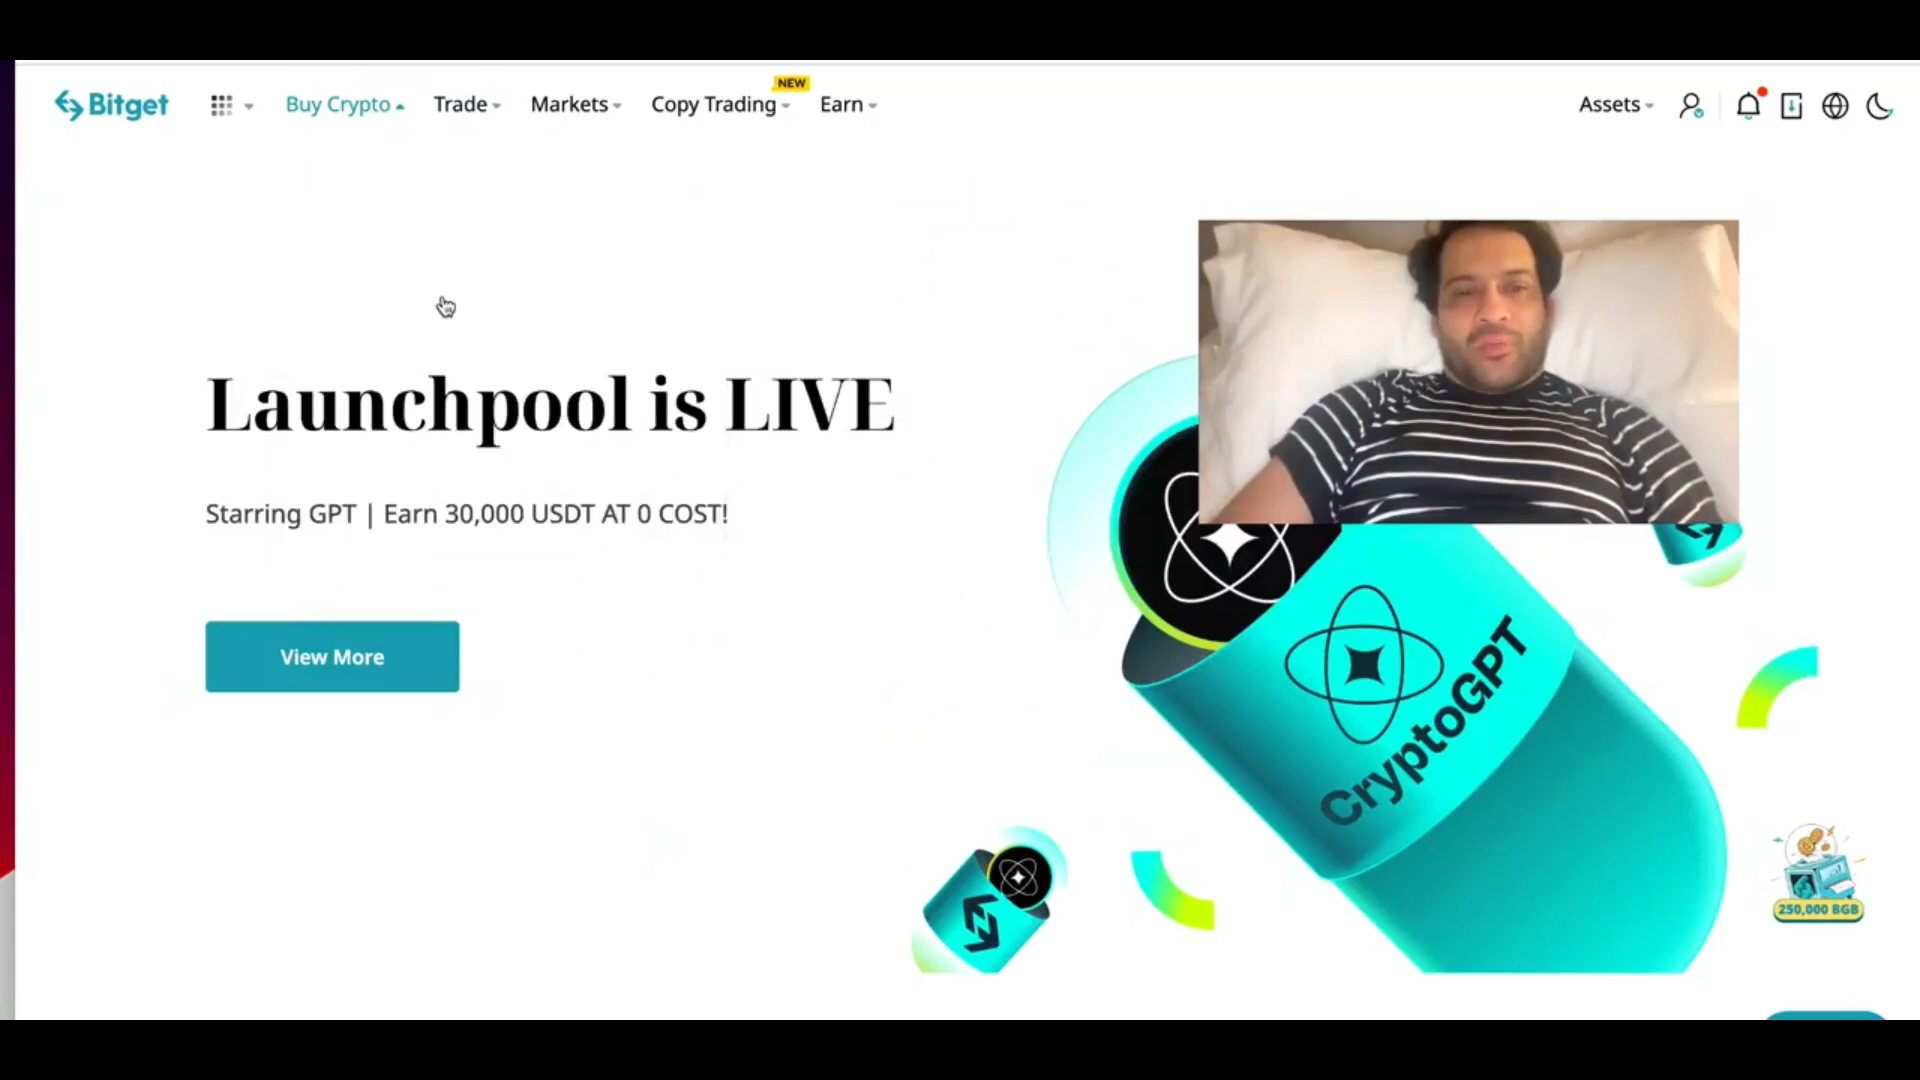 Bitget
Buy Crypto
Trade
Markets
Copy Trading
NEW
Earn
Assets
Launchpool is LIVE
Starring GPT | Earn 30,000 USDT AT 0 COST!
View More
CryptoGPT
250,000 BGB